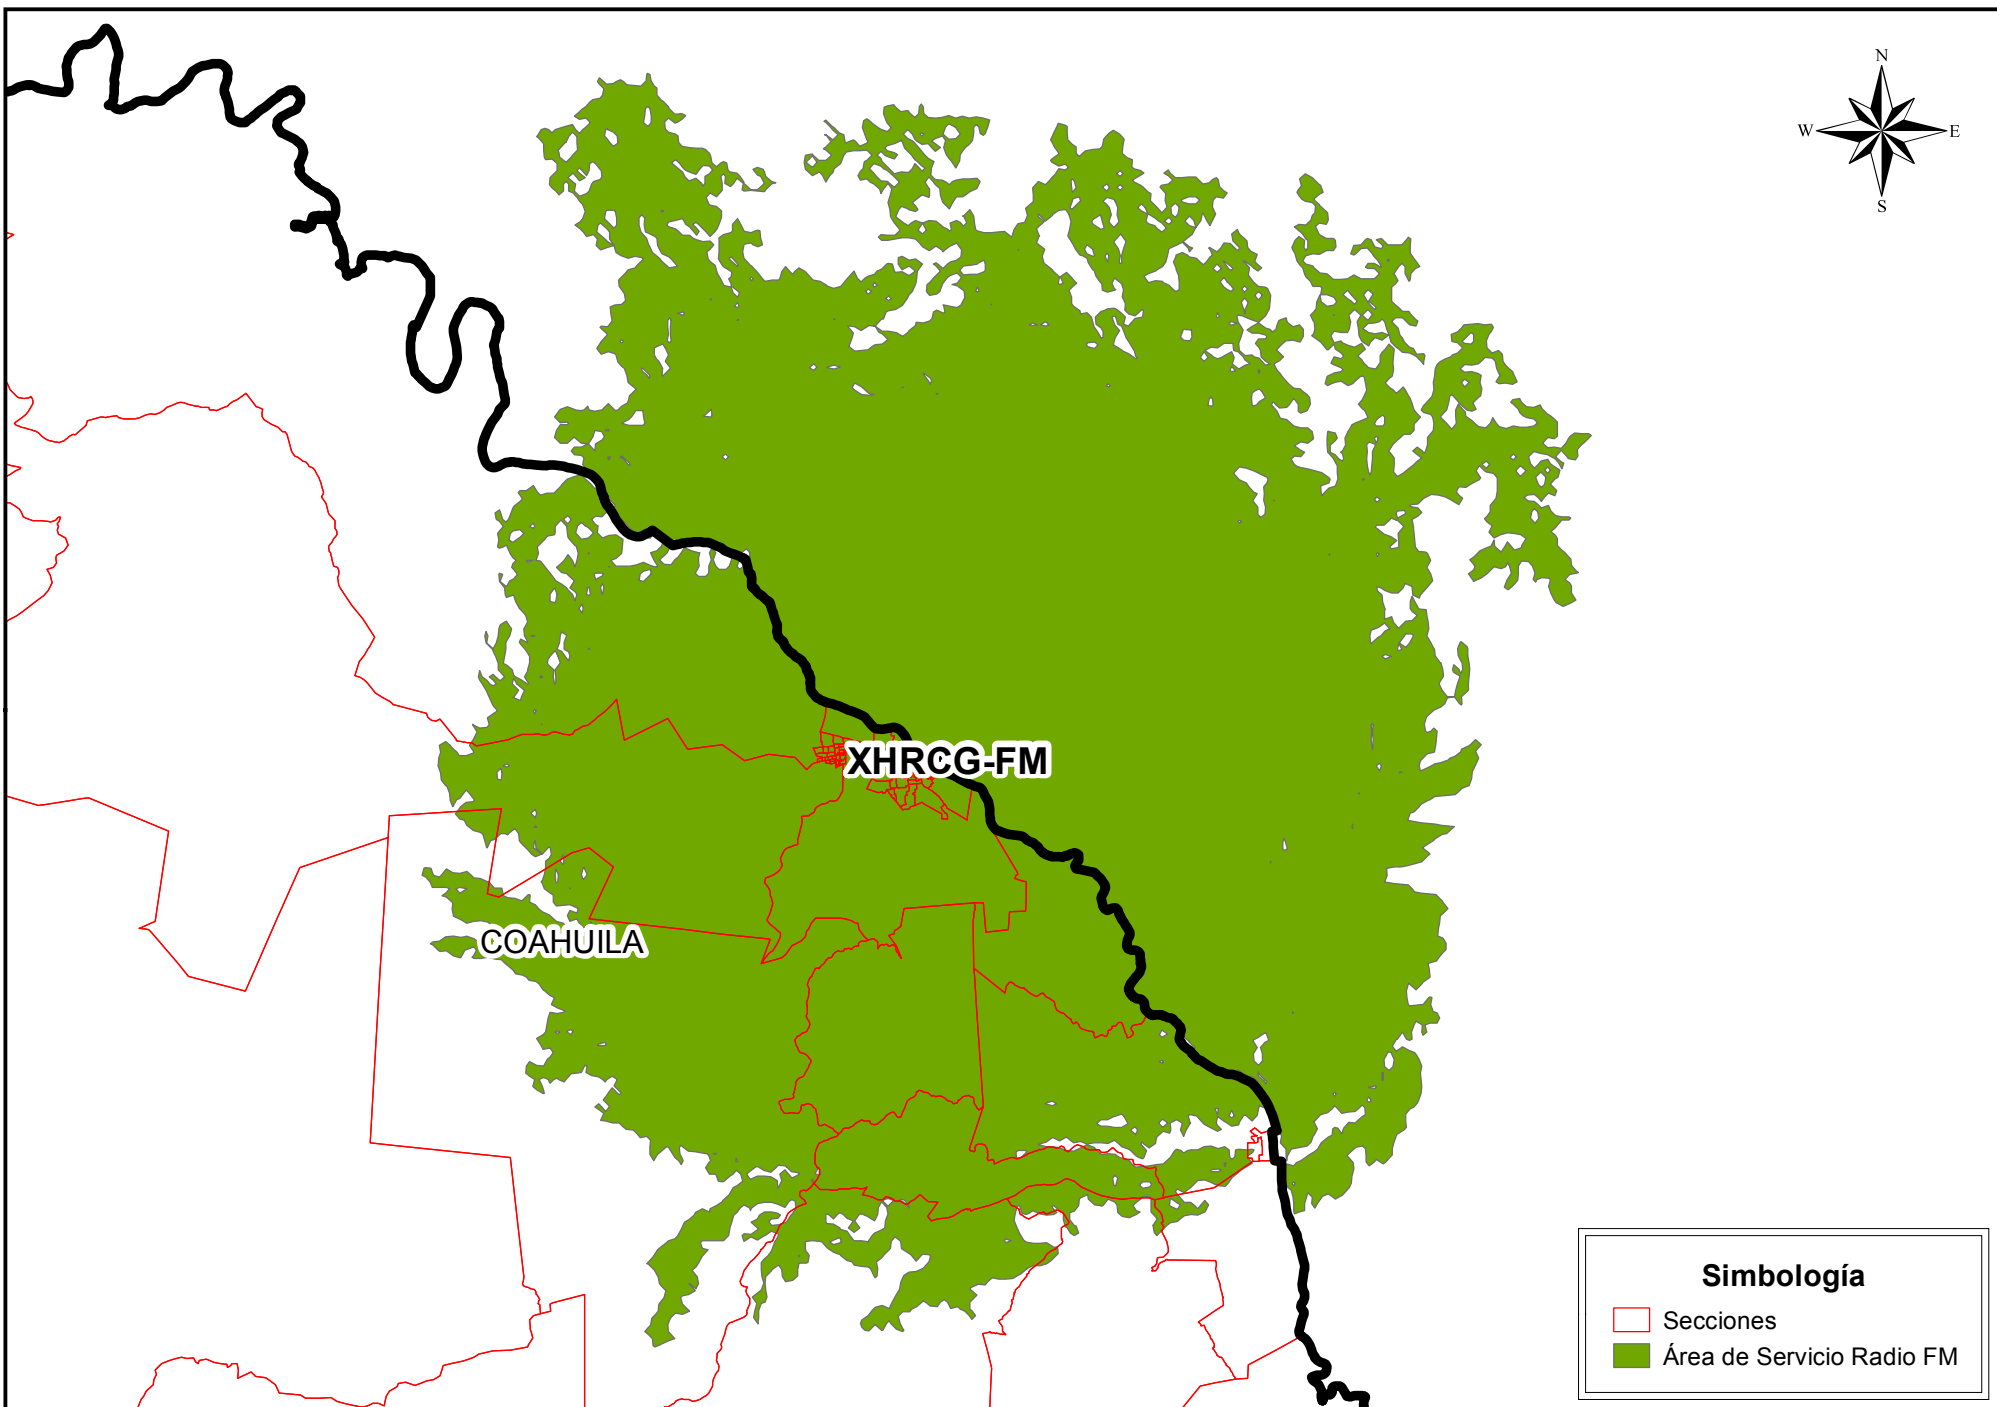 N
W E
S
XHRCG-FM
COAHUILA
Simbología
Secciones
Área de Servicio Radio FM